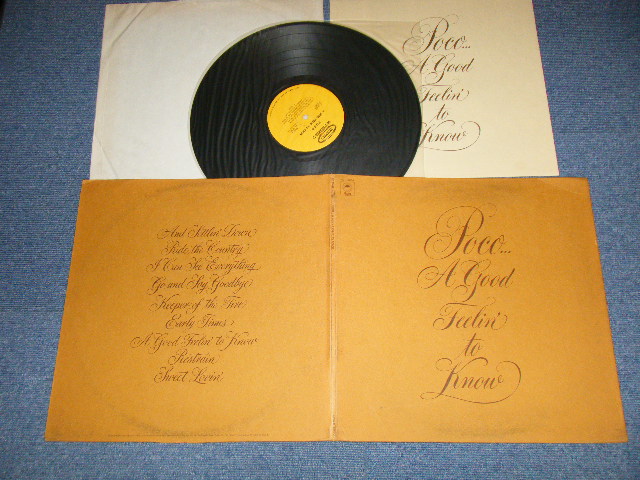 Poco...
A Good
Feelin'
to
Know
And Settlin' Down
Ride the Country
I Can See Everything
Go and Say Goodbye
Keeper of the Fire
Early Times
A Good Feelin' to Know
Restrain
Sweet Lovin'
Poco...
A Good
Feelin'
to
Know